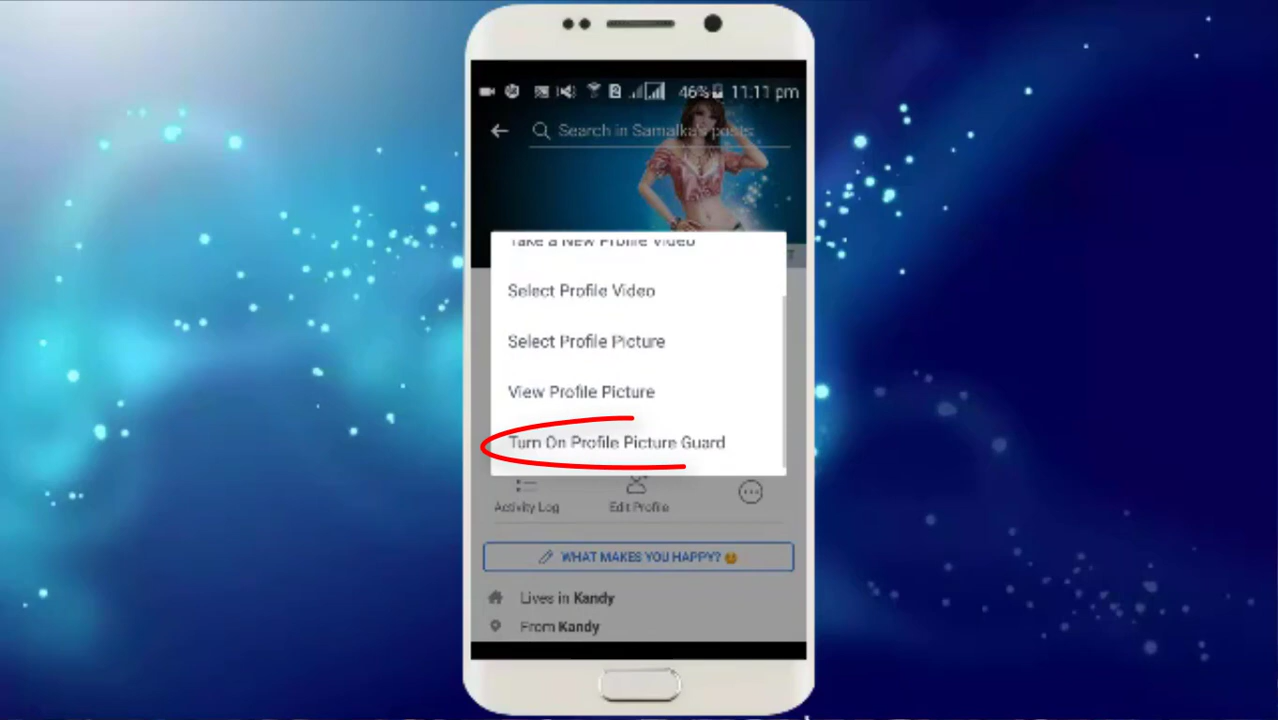 46% 11:11 pm
Search in Samalka's posts
Take a New Profile Video
Select Profile Video
Select Profile Picture
View Profile Picture
Turn On Profile Picture Guard
Activity Log
Edit Profile
WHAT MAKES YOU HAPPY?
Lives in Kandy
From Kandy